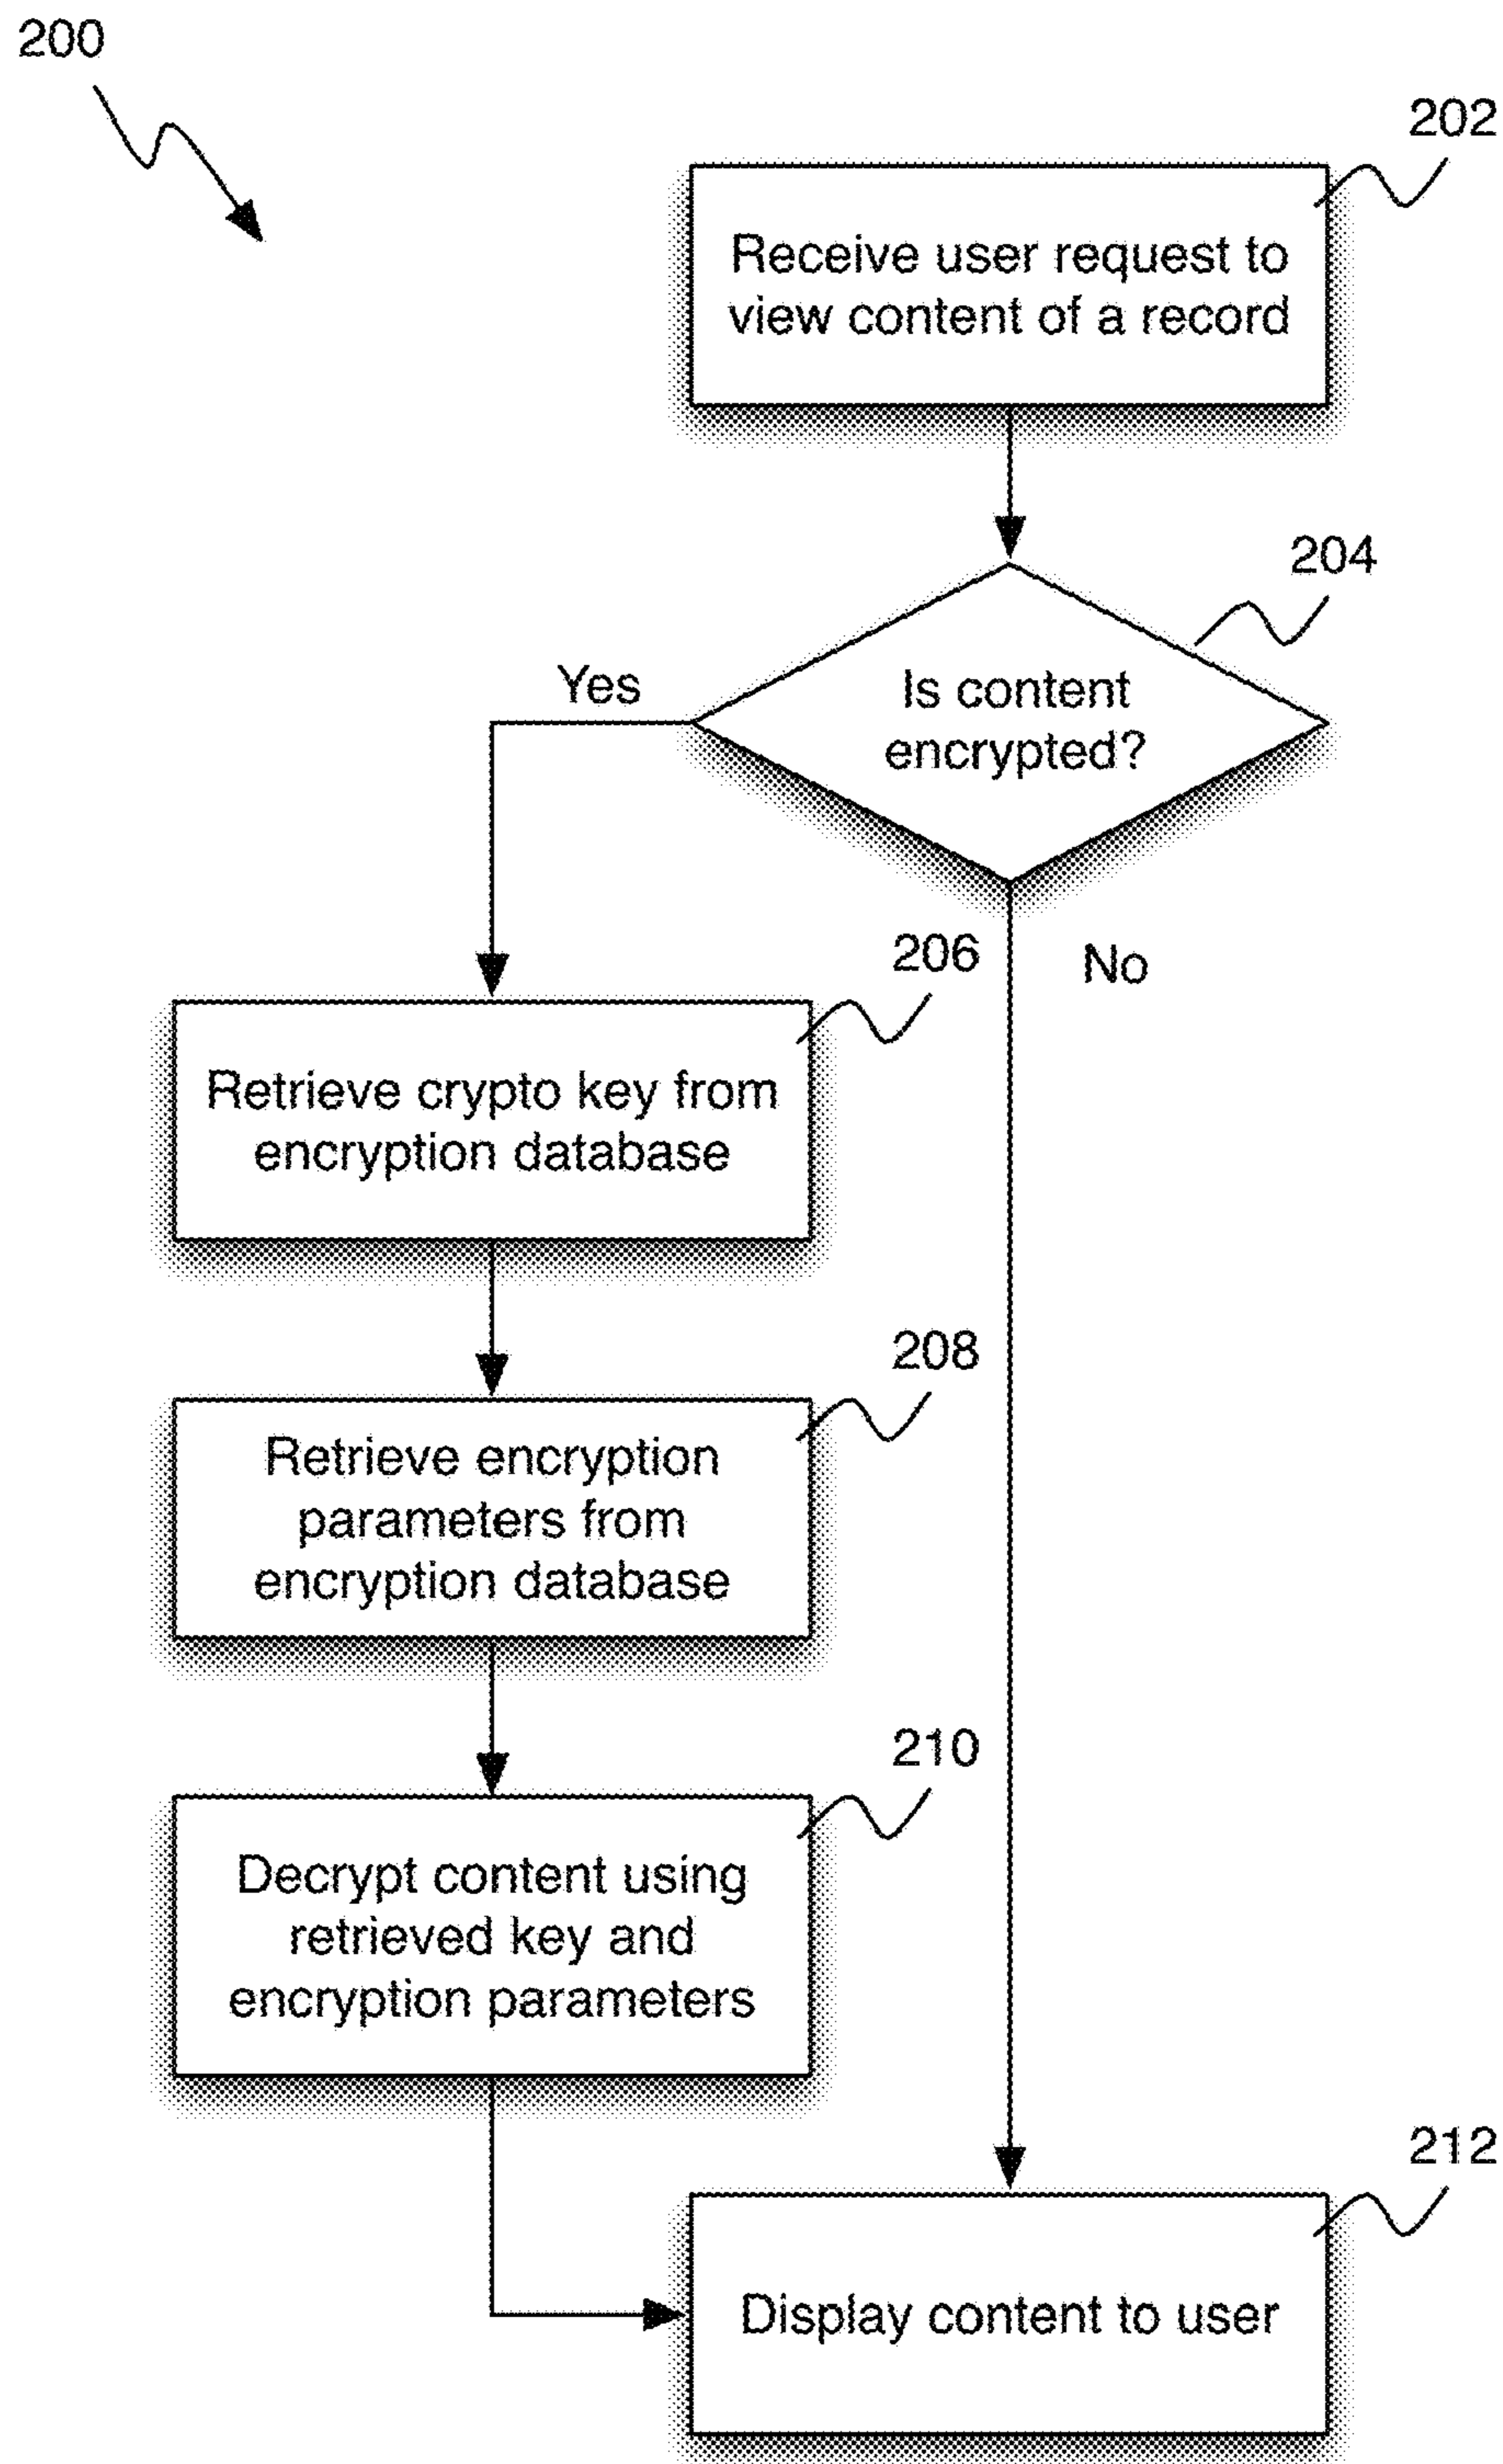 200
202
Receive user request to
view content of a record
204
Is content
encrypted?
Yes
No
206
Retrieve crypto key from
encryption database
208
Retrieve encryption
parameters from
encryption database
210
Decrypt content using
retrieved key and
encryption parameters
212
Display content to user